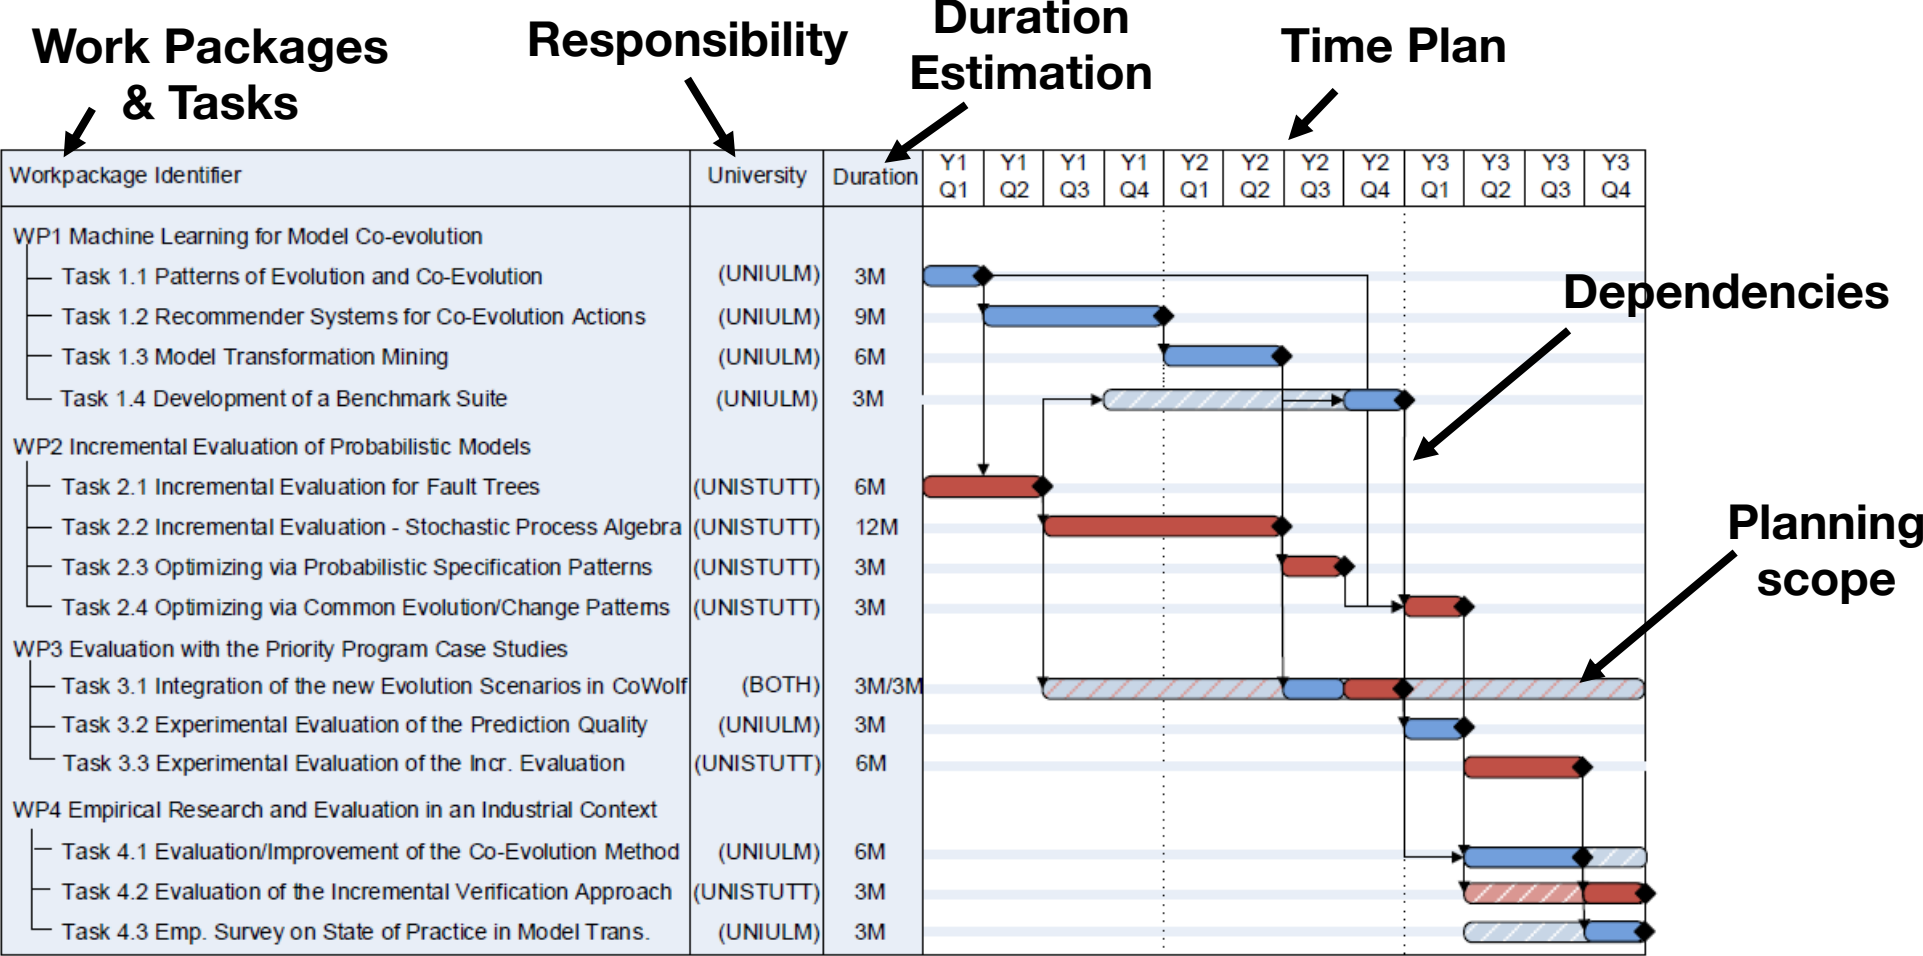 Work Packages
& Tasks
Responsibility
Duration
Estimation
Time Plan
Workpackage Identifier
University
Duration
Y1 Y1 Y1 Y1 Y2 Y2 Y2 Y2 Y3 Y3 Y3 Y3
Q1 Q2 Q3 Q4 Q1 Q2 Q3 Q4 Q1 Q2 Q3 Q4
WP1 Machine Learning for Model Co-evolution
Task 1.1 Patterns of Evolution and Co-Evolution (UNIULM) 3M
Task 1.2 Recommender Systems for Co-Evolution Actions (UNIULM) 9M
Task 1.3 Model Transformation Mining (UNIULM) 6M
Task 1.4 Development of a Benchmark Suite (UNIULM) 3M
Dependencies
WP2 Incremental Evaluation of Probabilistic Models
Task 2.1 Incremental Evaluation for Fault Trees (UNISTUTT) 6M
Task 2.2 Incremental Evaluation - Stochastic Process Algebra (UNISTUTT) 12M
Task 2.3 Optimizing via Probabilistic Specification Patterns (UNISTUTT) 3M
Task 2.4 Optimizing via Common Evolution/Change Patterns (UNISTUTT) 3M
Planning
scope
WP3 Evaluation with the Priority Program Case Studies
Task 3.1 Integration of the new Evolution Scenarios in CoWolf (BOTH) 3M/3M
Task 3.2 Experimental Evaluation of the Prediction Quality (UNIULM) 3M
Task 3.3 Experimental Evaluation of the Incr. Evaluation (UNISTUTT) 6M
WP4 Empirical Research and Evaluation in an Industrial Context
Task 4.1 Evaluation/Improvement of the Co-Evolution Method (UNIULM) 6M
Task 4.2 Evaluation of the Incremental Verification Approach (UNISTUTT) 3M
Task 4.3 Emp. Survey on State of Practice in Model Trans. (UNIULM) 3M